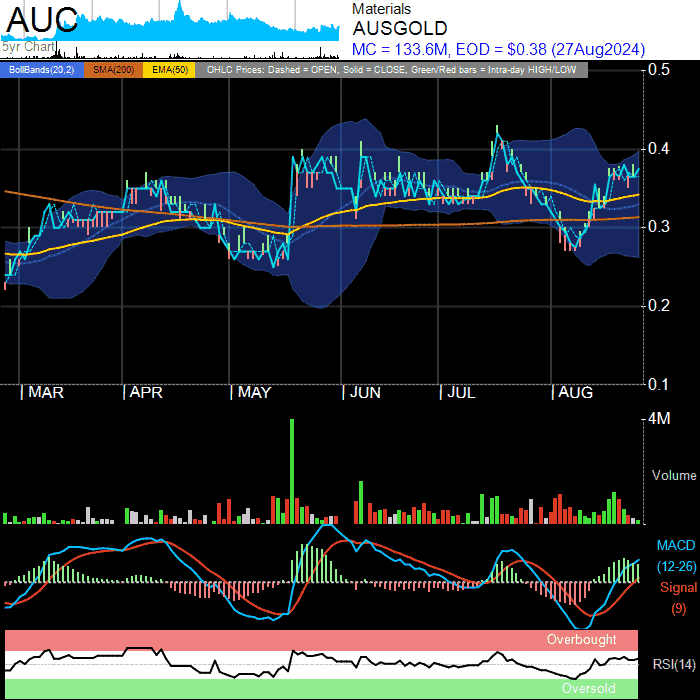 AUC
5yr Chart
Materials
AUSGOLD
MC = 133.6M, EOD = $0.38 (27Aug2024)
BollBands(20,2) SMA(200) EMA(50) OHLC Prices: Dashed = OPEN, Solid = CLOSE, Green/Red bars = Intra-day HIGH/LOW
0.5
0.4
0.3
0.2
0.1
MAR APR MAY JUN JUL AUG
4M
Volume
MACD
(12-26)
Signal
(9)
Overbought
RSI(14)
Oversold